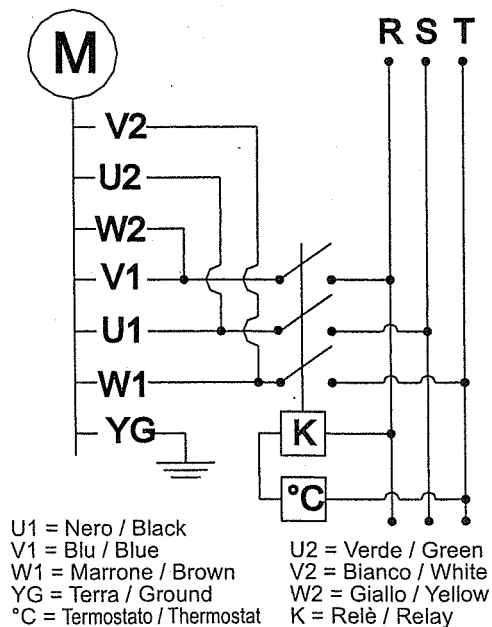 M
R S T
V2
U2
W2
V1
U1
W1
YG
K
°C
U1 = Nero / Black
V1 = Blu / Blue
W1 = Marrone / Brown
YG = Terra / Ground
°C = Termostato / Thermostat
U2 = Verde / Green
V2 = Bianco / White
W2 = Giallo / Yellow
K = Relè / Relay